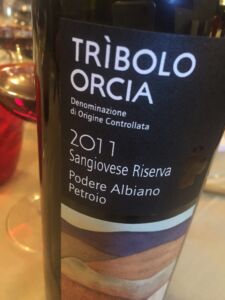 TRÌBOLO
ORCIA
Denominazione
di Origine Controllata
2011
Sangiovese Riserva
Podere Albiano
Petroio